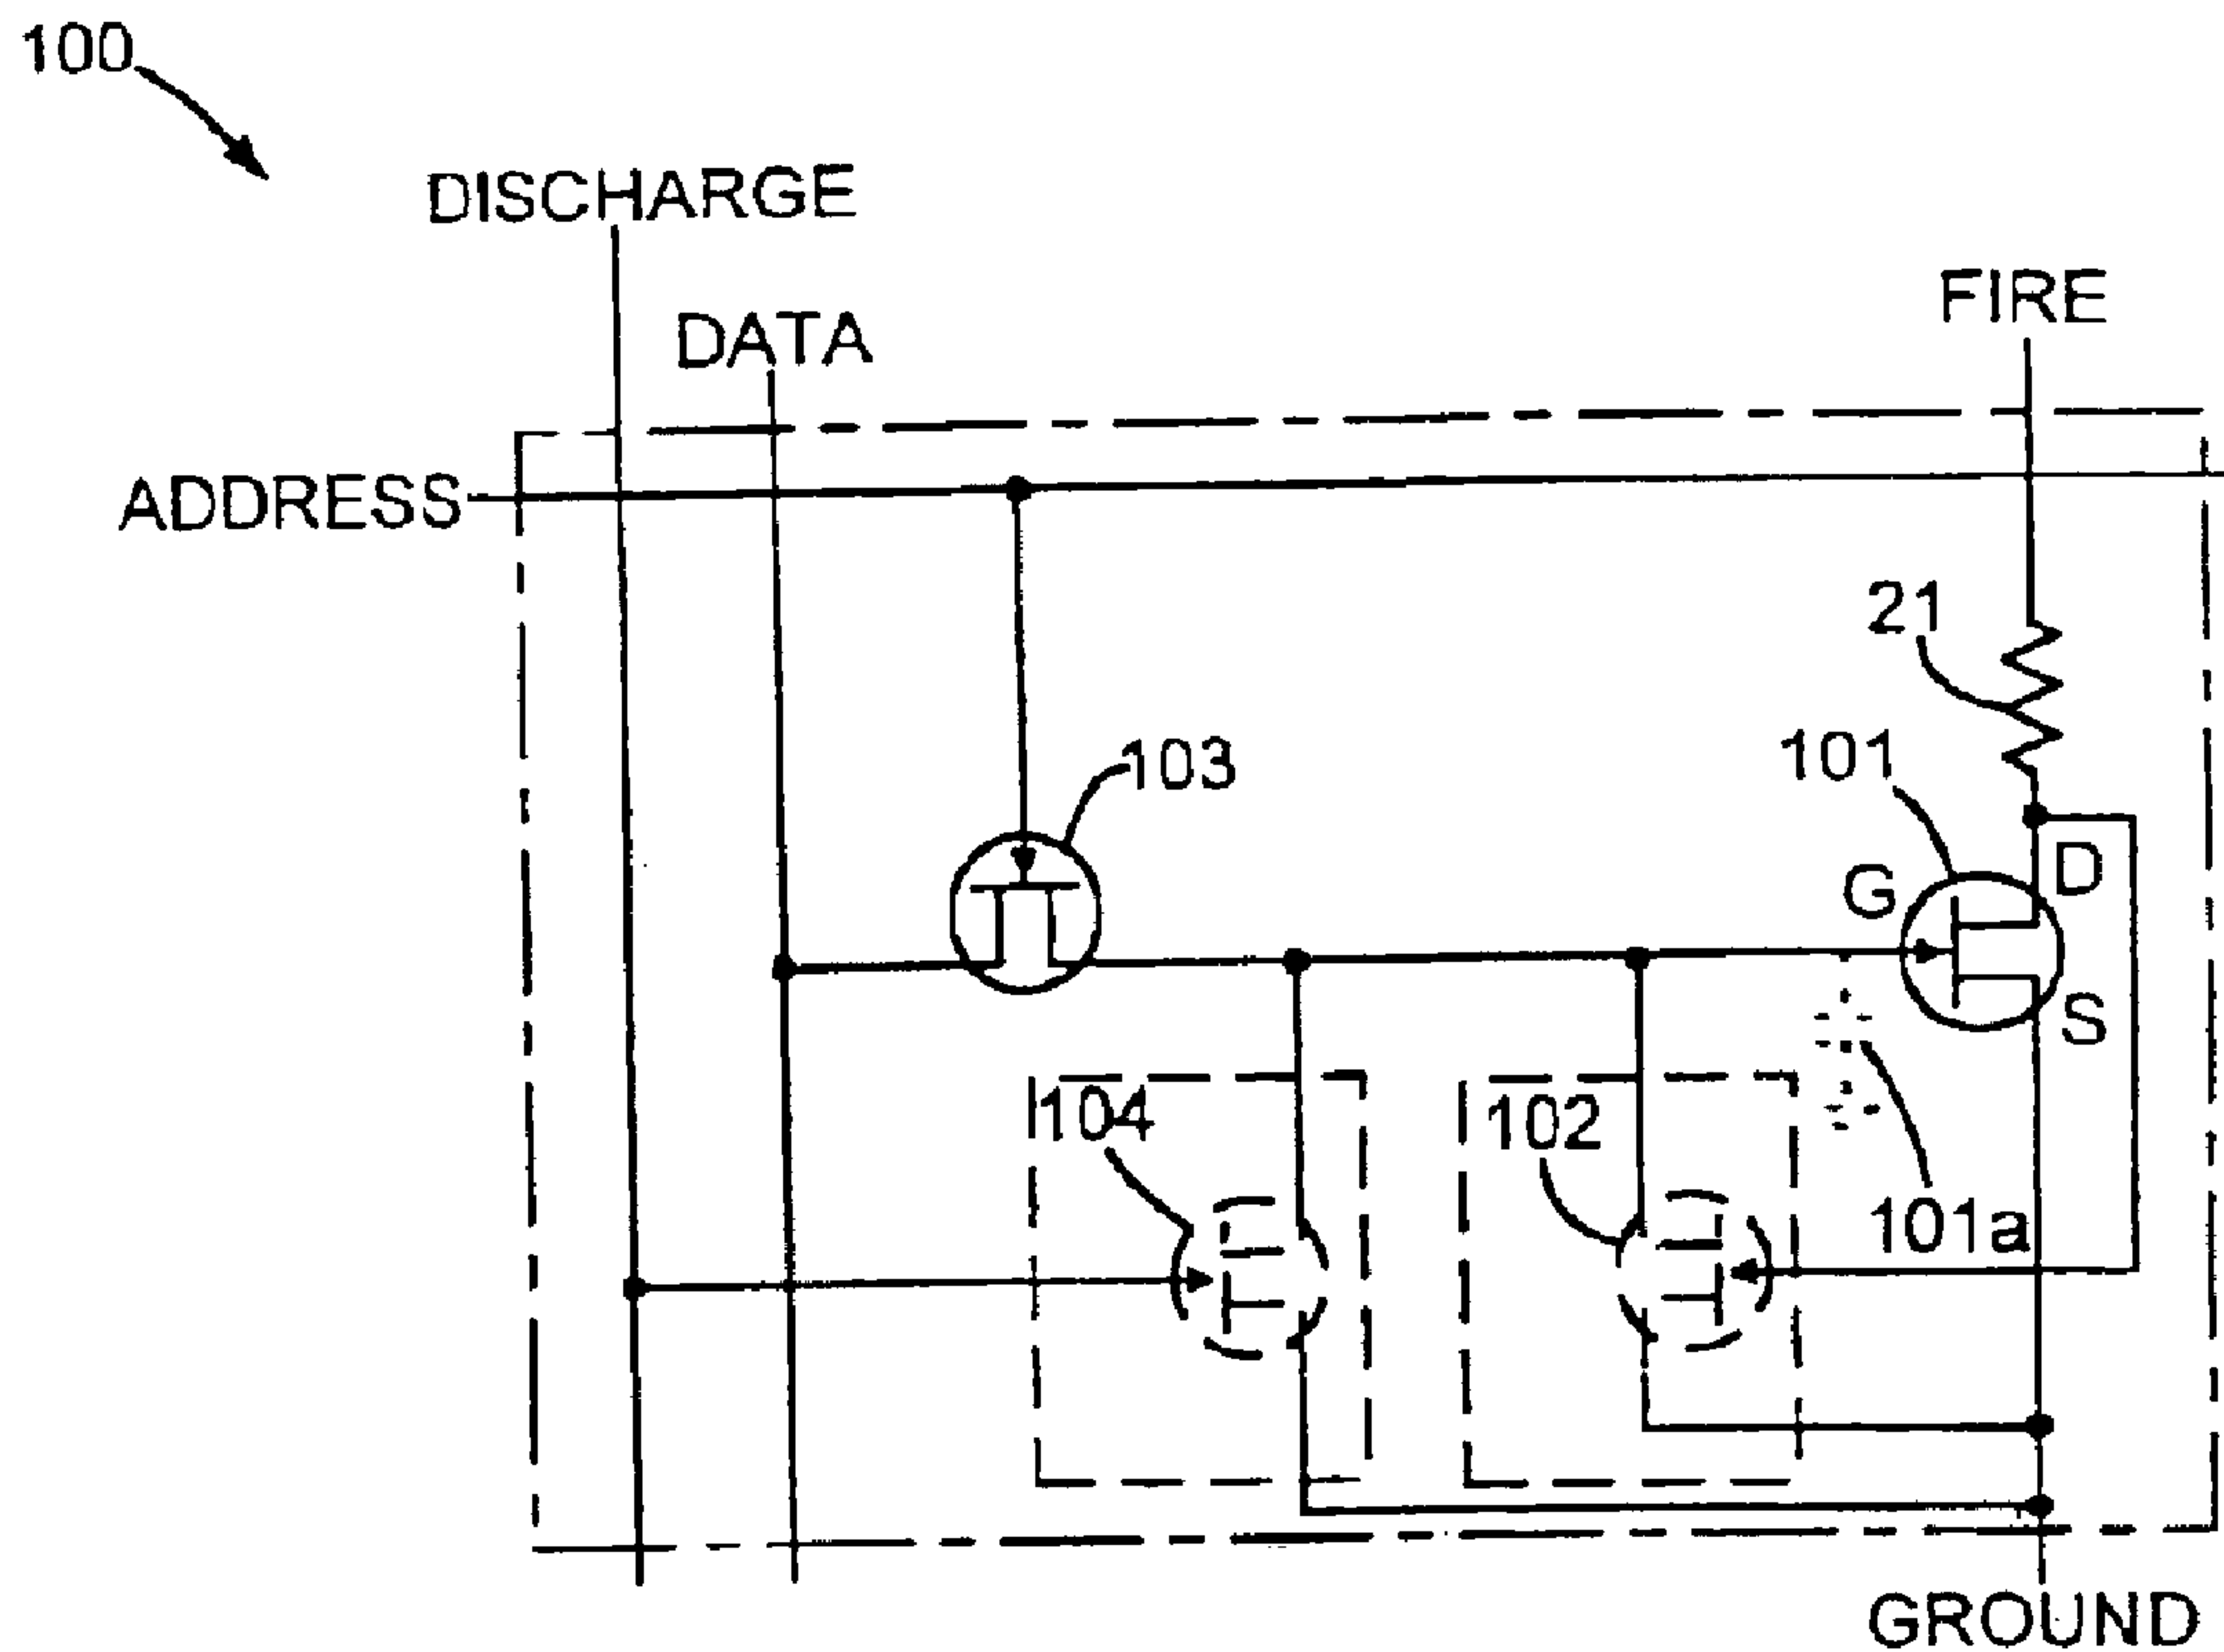 100
DISCHARGE
DATA
FIRE
ADDRESS
21
101
103
G
D
S
104
102
101a
GROUND